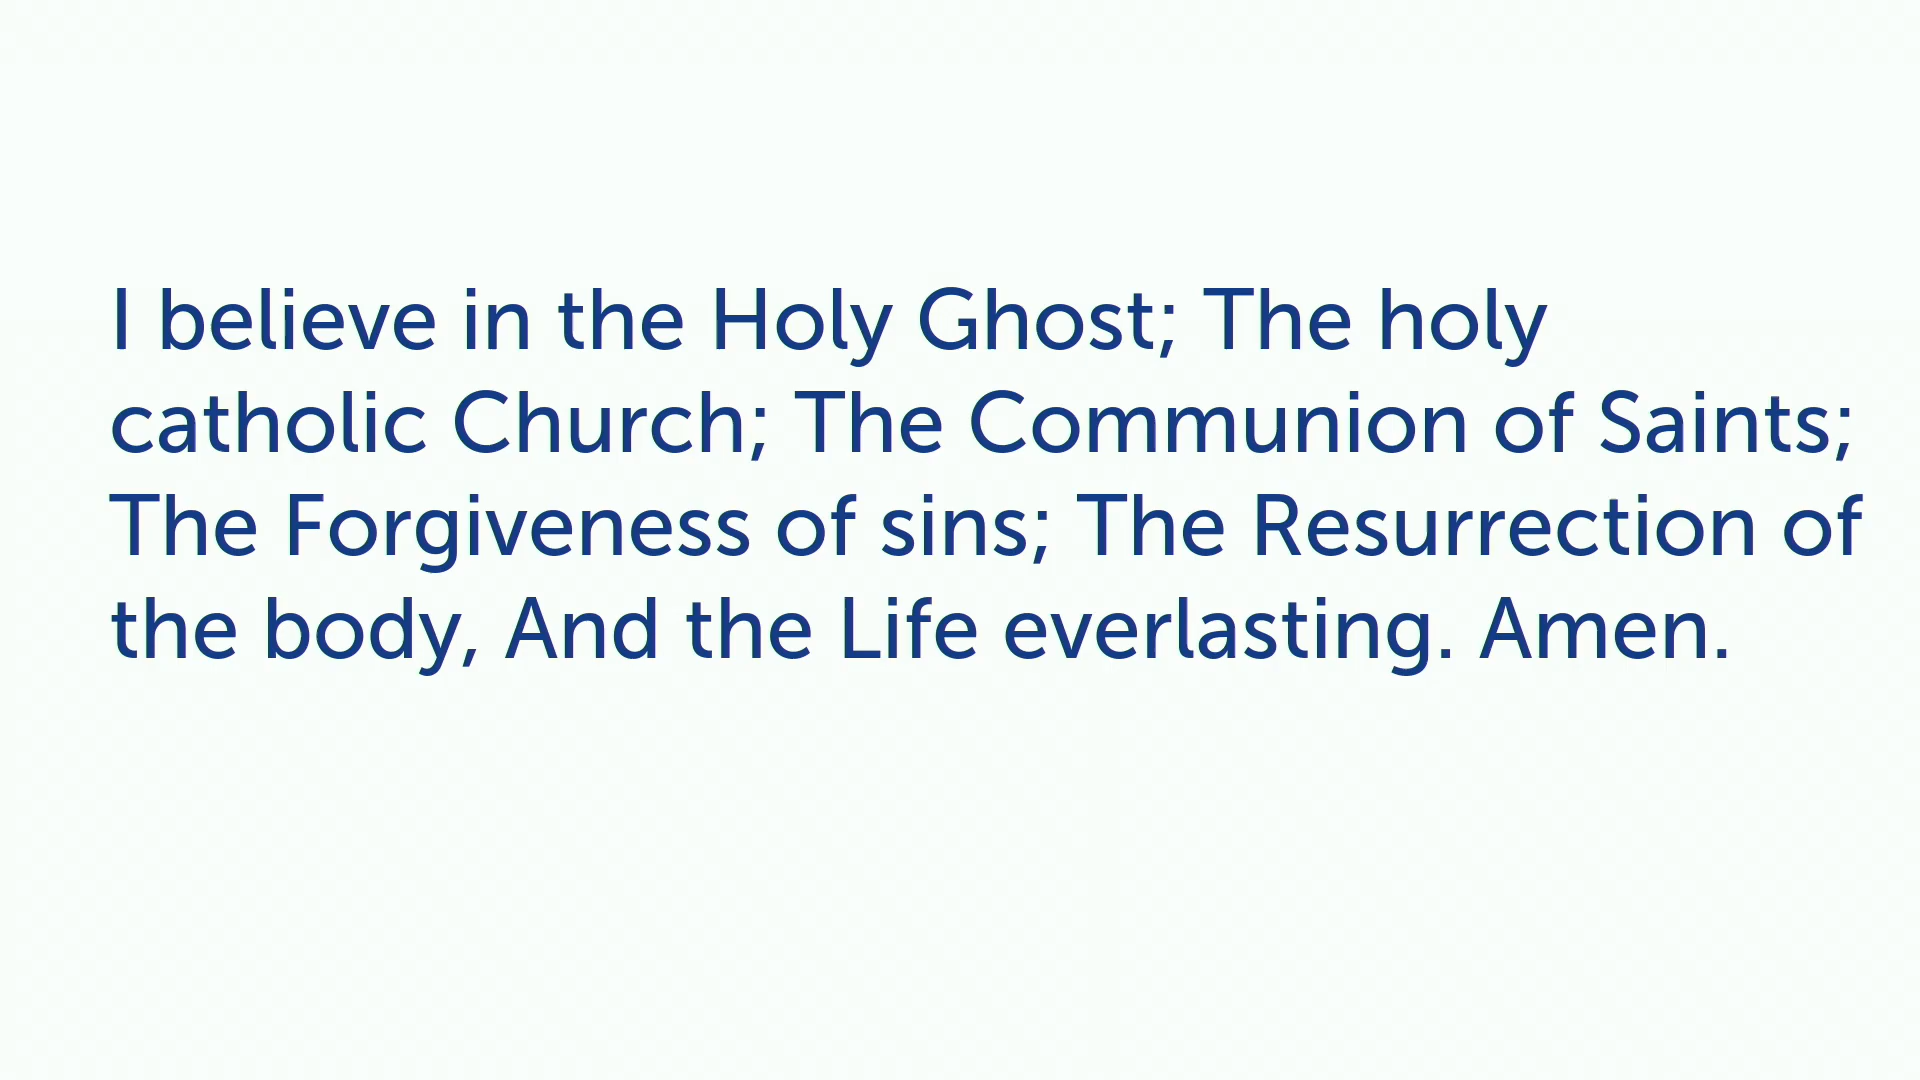 I believe in the Holy Ghost; The holy
catholic Church; The Communion of Saints;
The Forgiveness of sins; The Resurrection of
the body, And the Life everlasting. Amen.